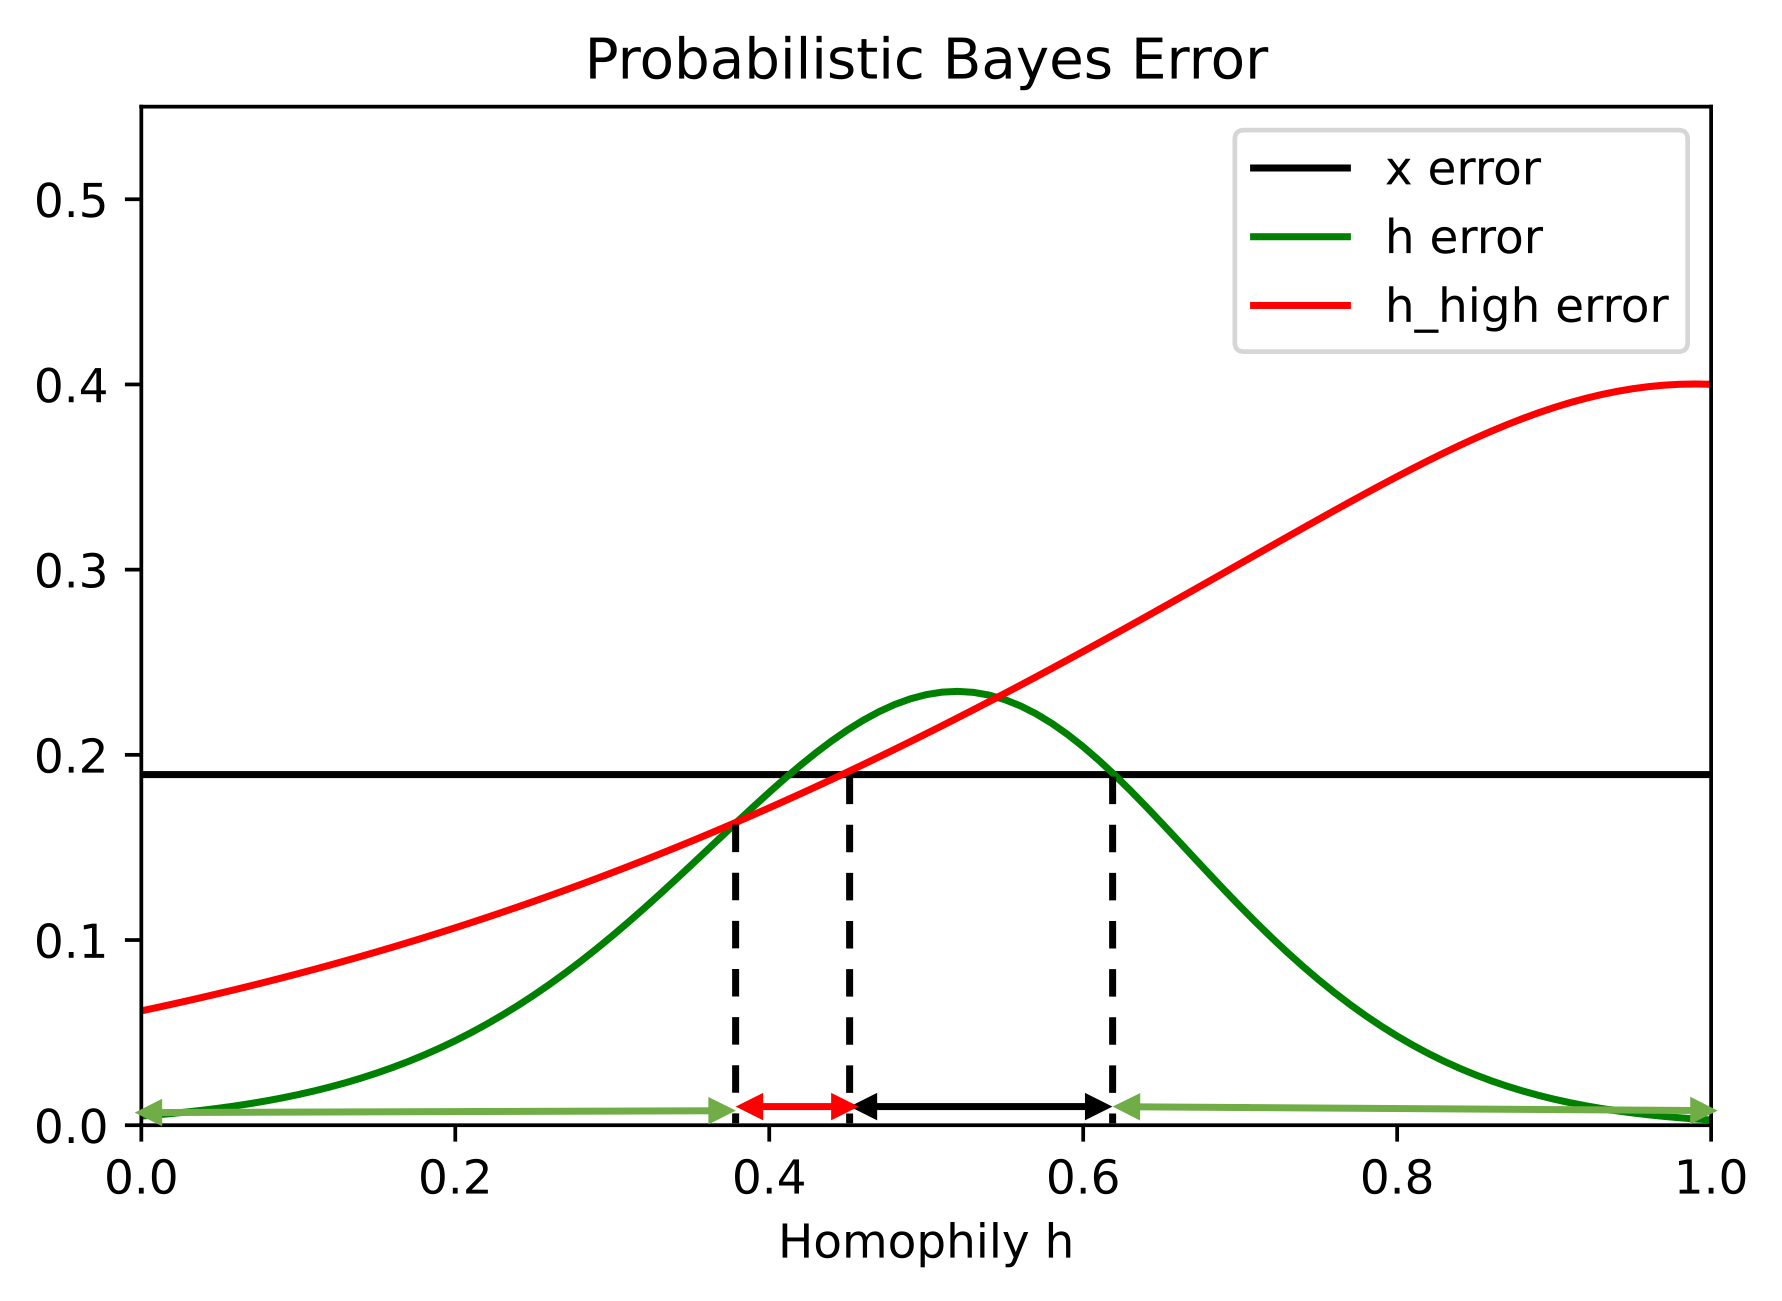 Probabilistic Bayes Error
x error
h error
h_high error
0.5
0.4
0.3
0.2
0.1
0.0
0.0 0.2 0.4 0.6 0.8 1.0
Homophily h